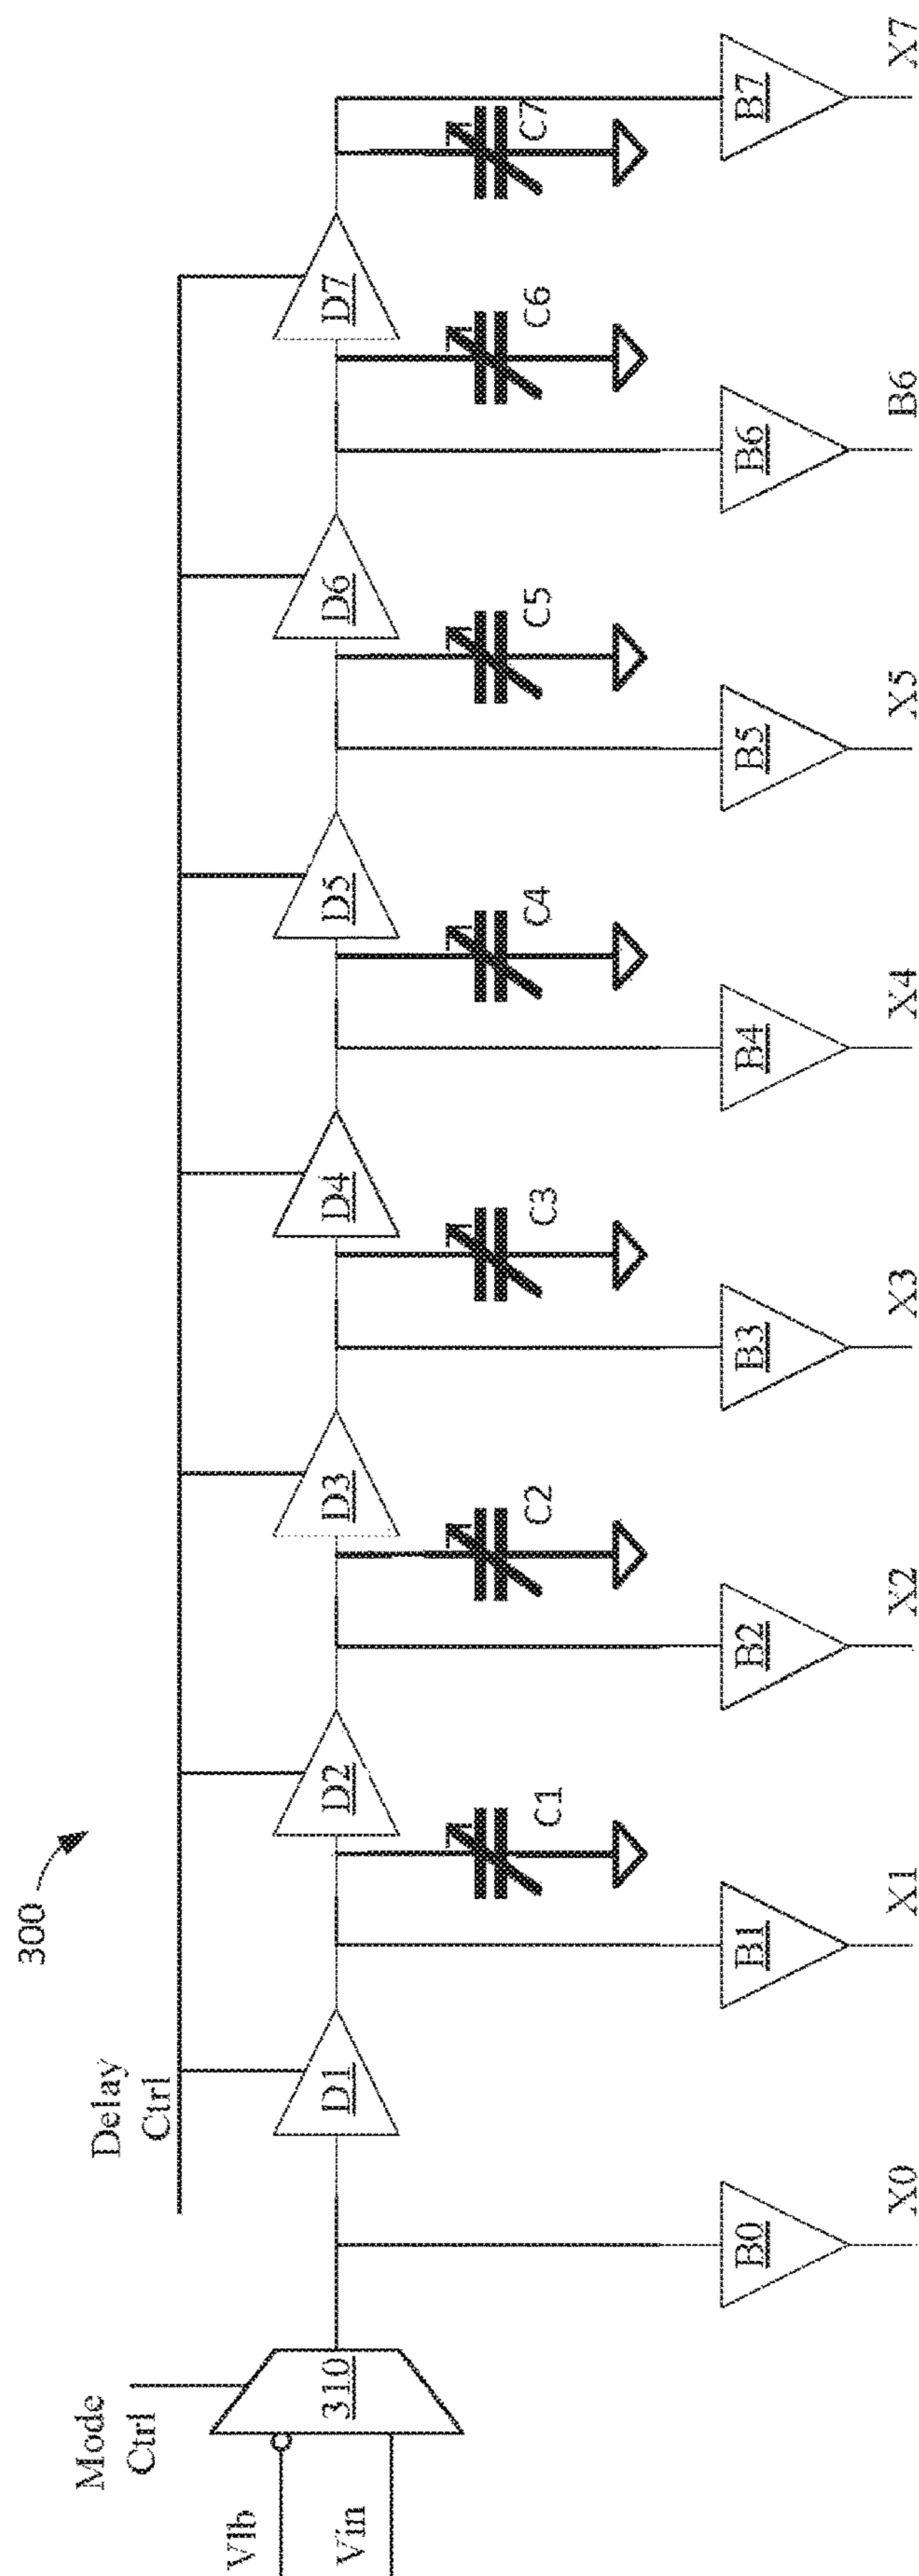 300
Mode
Ctrl
Delay
Ctrl
Vlb
Vin
310
D1
D2
D3
D4
D5
D6
D7
C1
C2
C3
C4
C5
C6
C7
B0
B1
B2
B3
B4
B5
B6
B7
X0
X1
X2
X3
X4
X5
B6
X7